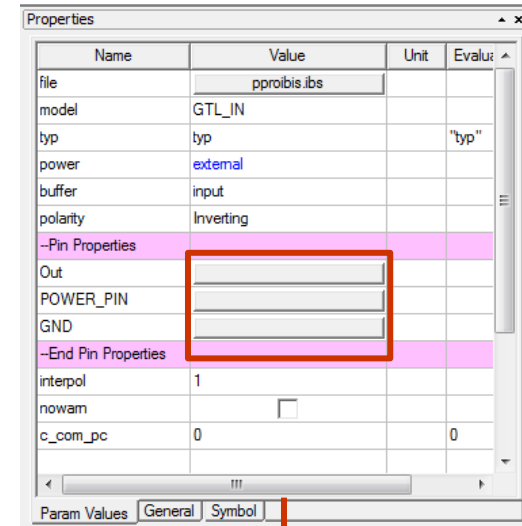 Properties
Name Value Unit Evalua
file pproibis.ibs
model GTL_IN
typ typ "typ"
power external
buffer input
polarity Inverting
--Pin Properties
Out
POWER_PIN
GND
--End Pin Properties
interpol 1
nowarn
c_com_pc 0 0
Param Values General Symbol